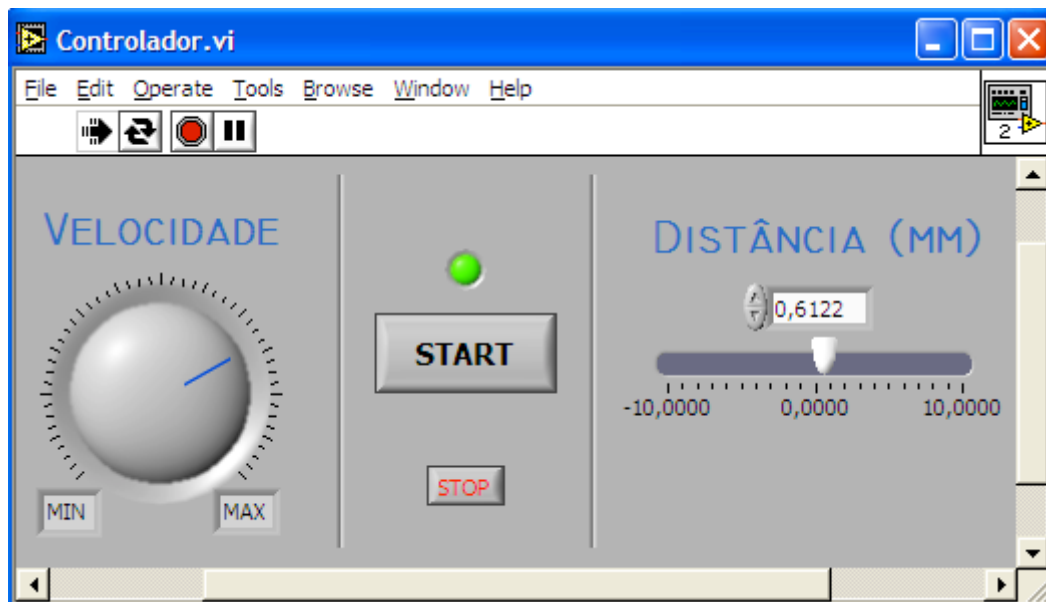 Controlador.vi
File Edit Operate Tools Browse Window Help
2
VELOCIDADE
MIN
MAX
START
STOP
DISTÂNCIA (MM)
0,6122
-10,0000 0,0000 10,0000